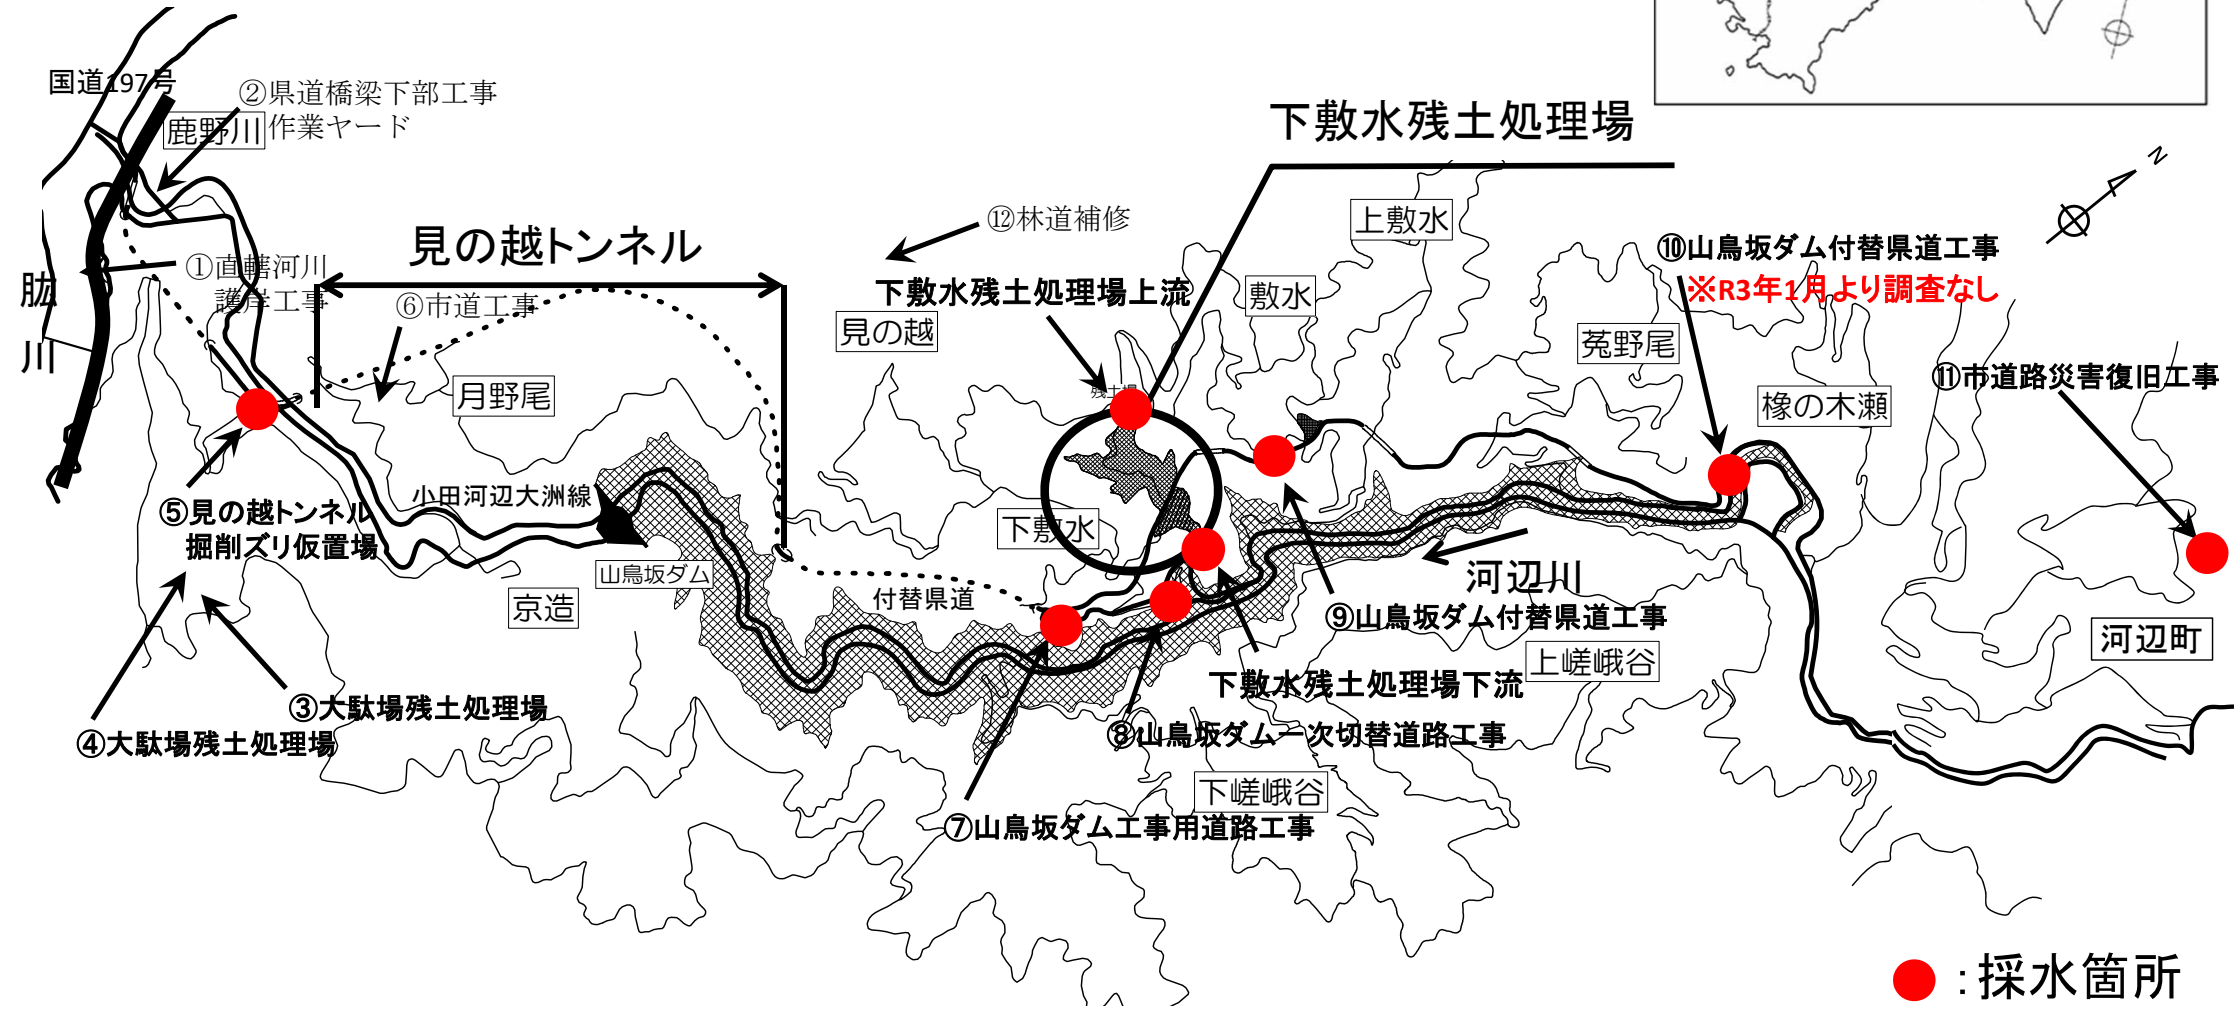 国道197号
②県道橋梁下部工事
作業ヤード
鹿野川
下敷水残土処理場
N
⑫林道補修
上敷水
見の越トンネル
⑩山鳥坂ダム付替県道工事
※R3年1月より調査なし
①直轄河川
護岸工事
肱川
⑥市道工事
下敷水残土処理場上流
敷水
見の越
菟野尾
⑪市道路災害復旧工事
月野尾
橡の木瀬
小田河辺大洲線
⑤見の越トンネル
掘削ズリ仮置場
下敷水
山鳥坂ダム
河辺川
京造
付替県道
⑨山鳥坂ダム付替県道工事
河辺町
上嵯峨谷
下敷水残土処理場下流
③大駄場残土処理場
④大駄場残土処理場
⑧山鳥坂ダム一次切替道路工事
下嵯峨谷
⑦山鳥坂ダム工事用道路工事
：採水箇所